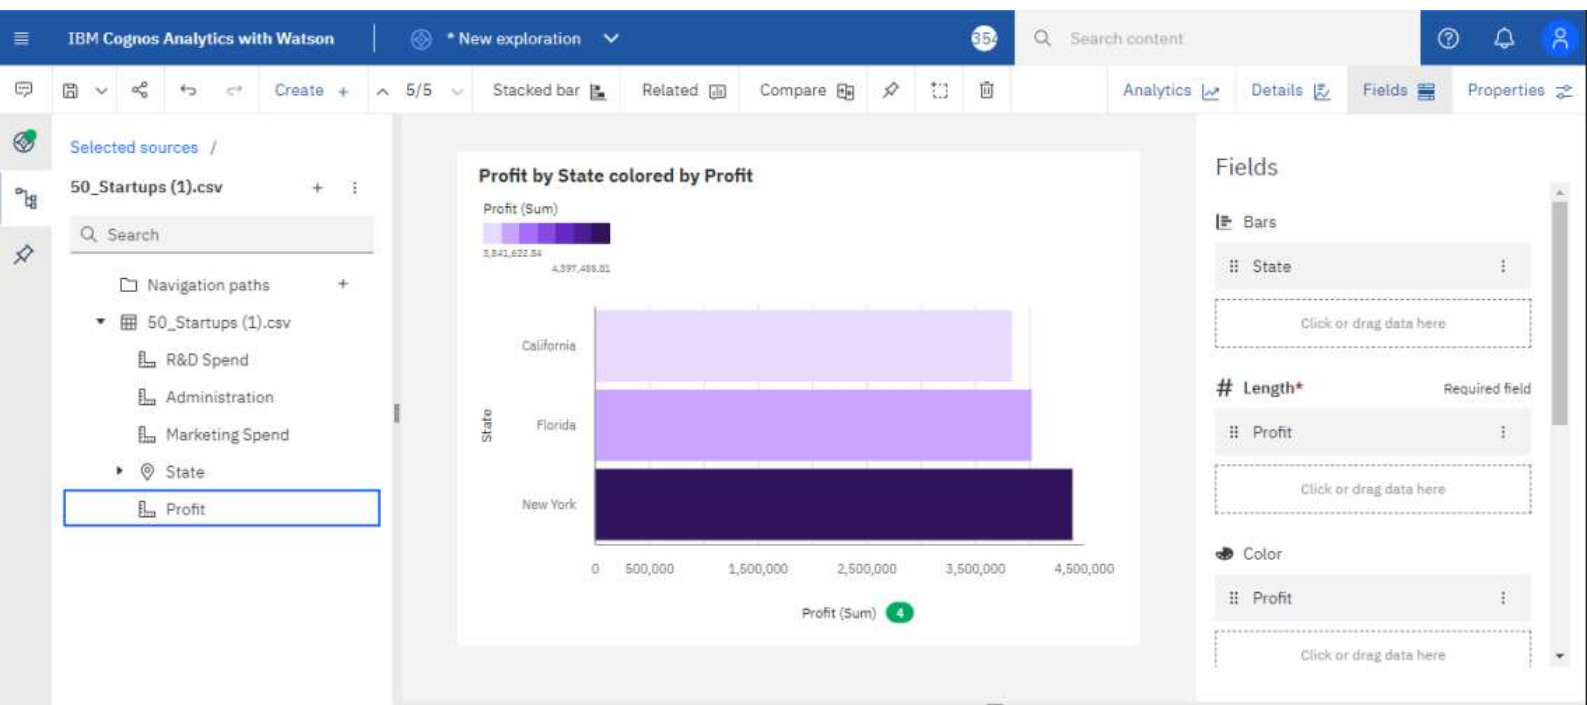 IBM Cognos Analytics with Watson
* New exploration
354
Search content
Create +
5/5
Stacked bar
Related
Compare
Analytics
Details
Fields
Properties
Selected sources /
50_Startups (1).csv
Search
Navigation paths
50_Startups (1).csv
R&D Spend
Administration
Marketing Spend
State
Profit
Profit by State colored by Profit
Profit (Sum)
3,841,622.84
4,397,488.81
California
Florida
New York
State
0 500,000 1,500,000 2,500,000 3,500,000 4,500,000
Profit (Sum) 4
Fields
Bars
State
Click or drag data here
# Length* Required field
Profit
Click or drag data here
Color
Profit
Click or drag data here